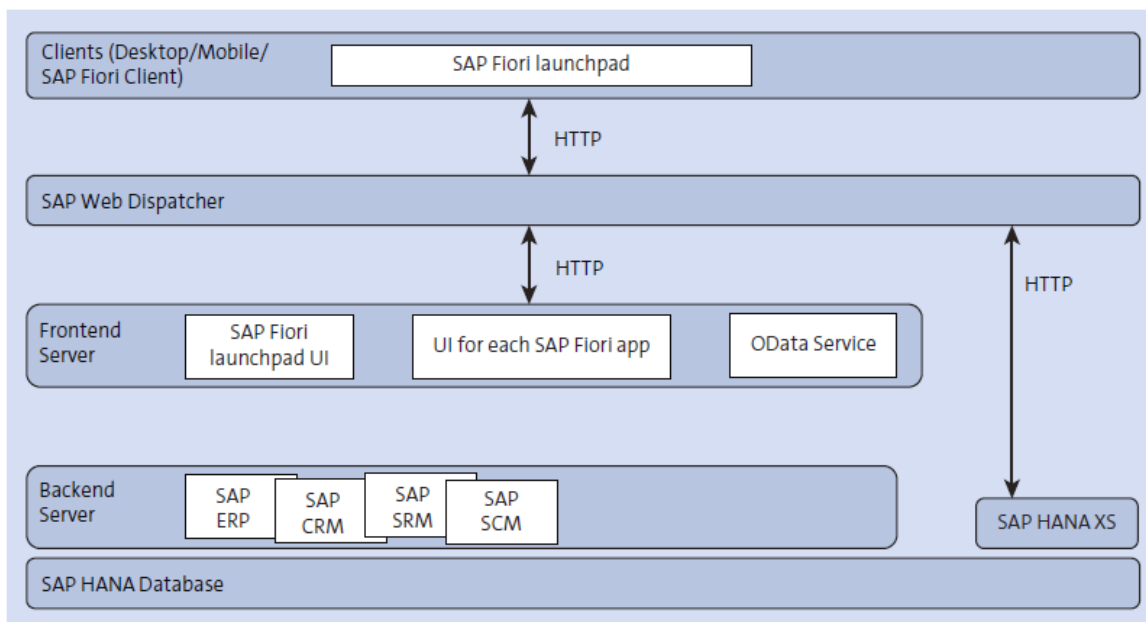 Clients (Desktop/Mobile/
SAP Fiori Client)
SAP Fiori launchpad
HTTP
SAP Web Dispatcher
HTTP
HTTP
Frontend
Server
SAP Fiori
launchpad UI
UI for each SAP Fiori app
OData Service
Backend
Server
SAP
ERP
SAP
CRM
SAP
SRM
SAP
SCM
SAP HANA XS
SAP HANA Database